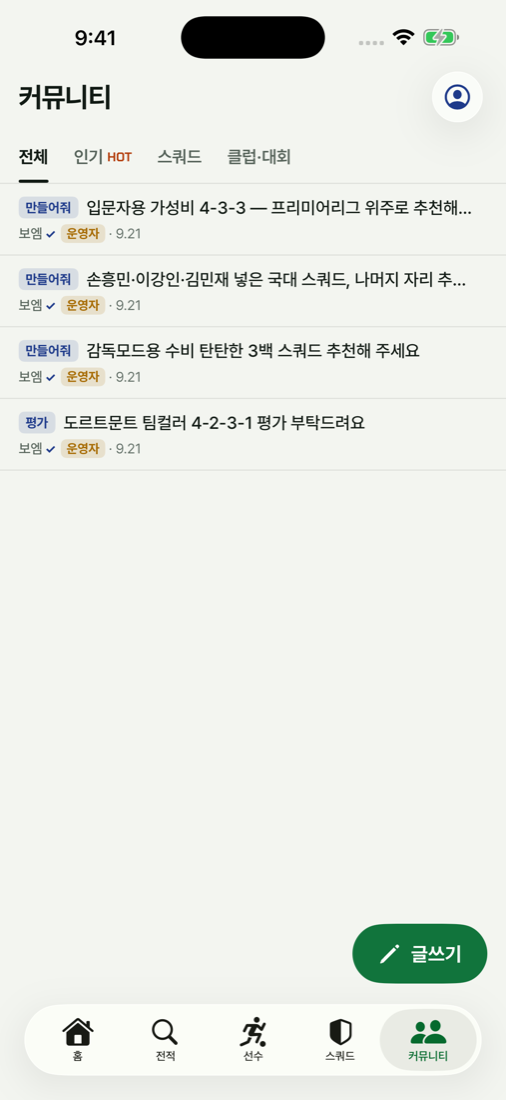 9:41
커뮤니티
전체 인기 HOT 스쿼드 클럽·대회
만들어줘 입문자용 가성비 4-3-3 — 프리미어리그 위주로 추천해...
보엠 운영자 · 9.21
만들어줘 손흥민·이강인·김민재 넣은 국대 스쿼드, 나머지 자리 추...
보엠 운영자 · 9.21
만들어줘 감독모드용 수비 탄탄한 3백 스쿼드 추천해 주세요
보엠 운영자 · 9.21
평가 도르트문트 팀컬러 4-2-3-1 평가 부탁드려요
보엠 운영자 · 9.21
글쓰기
홈 전적 선수 스쿼드 커뮤니티